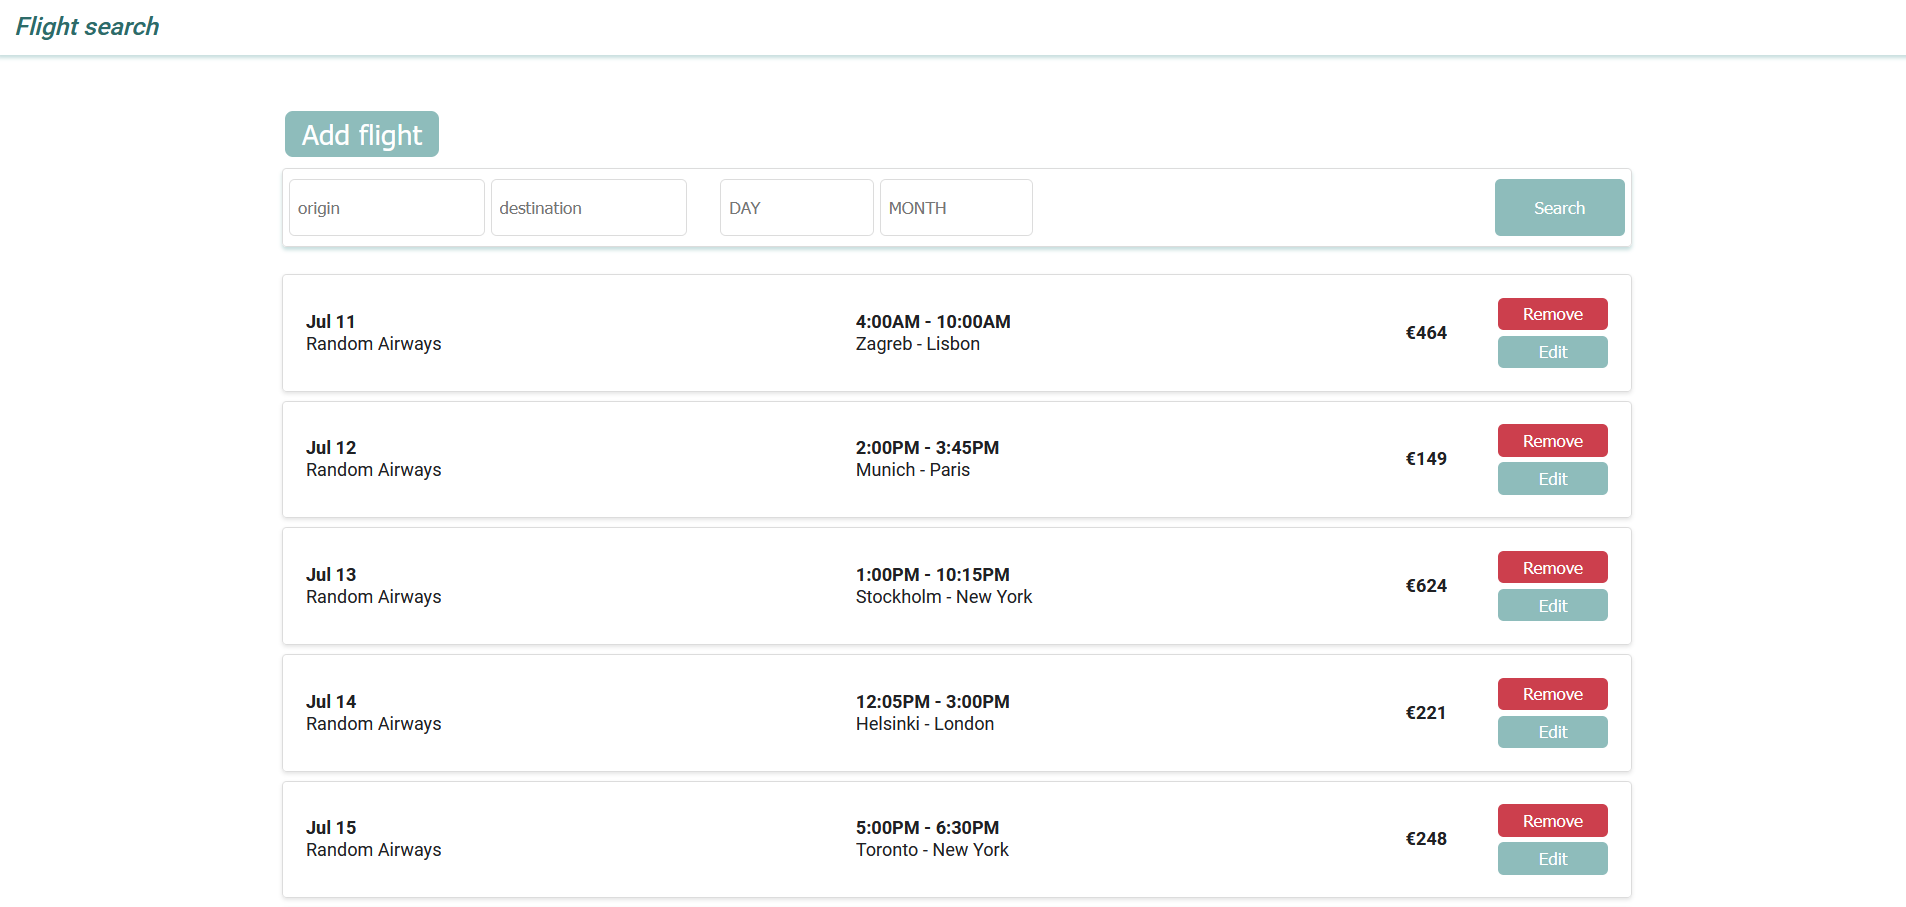 Flight search
Add flight
origin destination DAY MONTH Search
Jul 11
Random Airways
4:00AM - 10:00AM
Zagreb - Lisbon
€464
Remove
Edit
Jul 12
Random Airways
2:00PM - 3:45PM
Munich - Paris
€149
Remove
Edit
Jul 13
Random Airways
1:00PM - 10:15PM
Stockholm - New York
€624
Remove
Edit
Jul 14
Random Airways
12:05PM - 3:00PM
Helsinki - London
€221
Remove
Edit
Jul 15
Random Airways
5:00PM - 6:30PM
Toronto - New York
€248
Remove
Edit